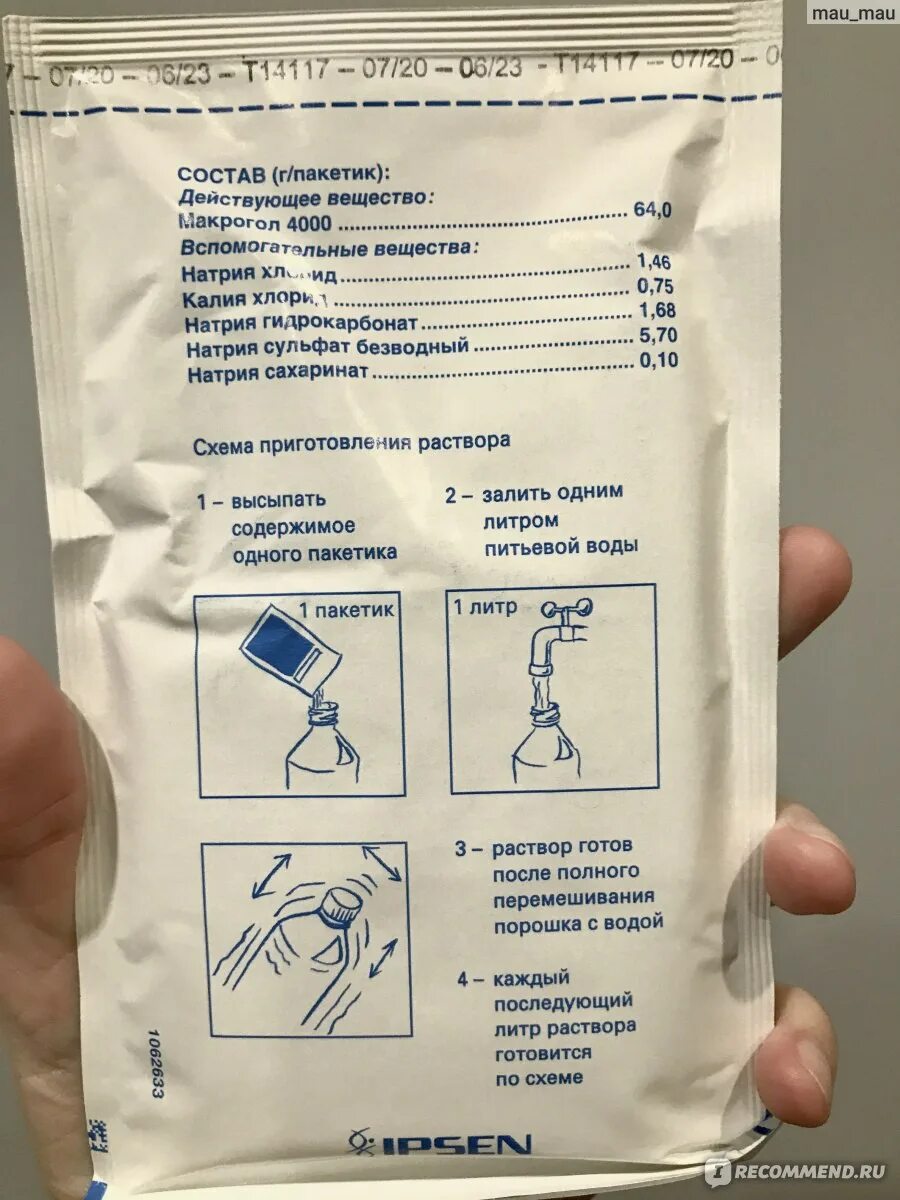 mau_mau
7 – 07/20 – 06/23 – T14117 – 07/20 – 06/23 – T14117 – 07/20 – 0
СОСТАВ (г/пакетик):
Действующее вещество:
Макрогол 4000 ........ 64,0
Вспомогательные вещества:
Натрия хлорид ........ 1,46
Калия хлорид ........ 0,75
Натрия гидрокарбонат ........ 1,68
Натрия сульфат безводный ........ 5,70
Натрия сахаринат ........ 0,10
Схема приготовления раствора
1 – высыпать
содержимое
одного пакетика
2 – залить одним
литром
питьевой воды
1 пакетик
1 литр
3 – раствор готов
после полного
перемешивания
порошка с водой
4 – каждый
последующий
литр раствора
готовится
по схеме
1062633
IPSEN
IRECOMMEND.RU